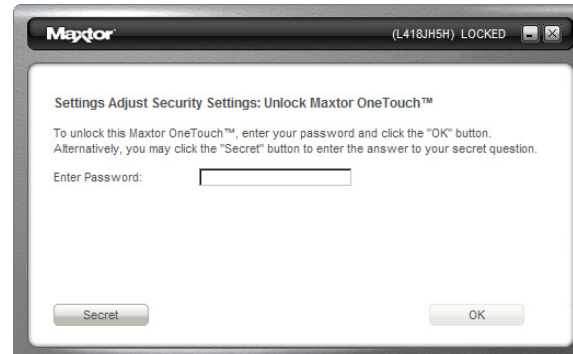 Maxtor (L418JH5H) LOCKED
Settings Adjust Security Settings: Unlock Maxtor OneTouch™
To unlock this Maxtor OneTouch™, enter your password and click the "OK" button.
Alternatively, you may click the "Secret" button to enter the answer to your secret question.
Enter Password:
Secret OK